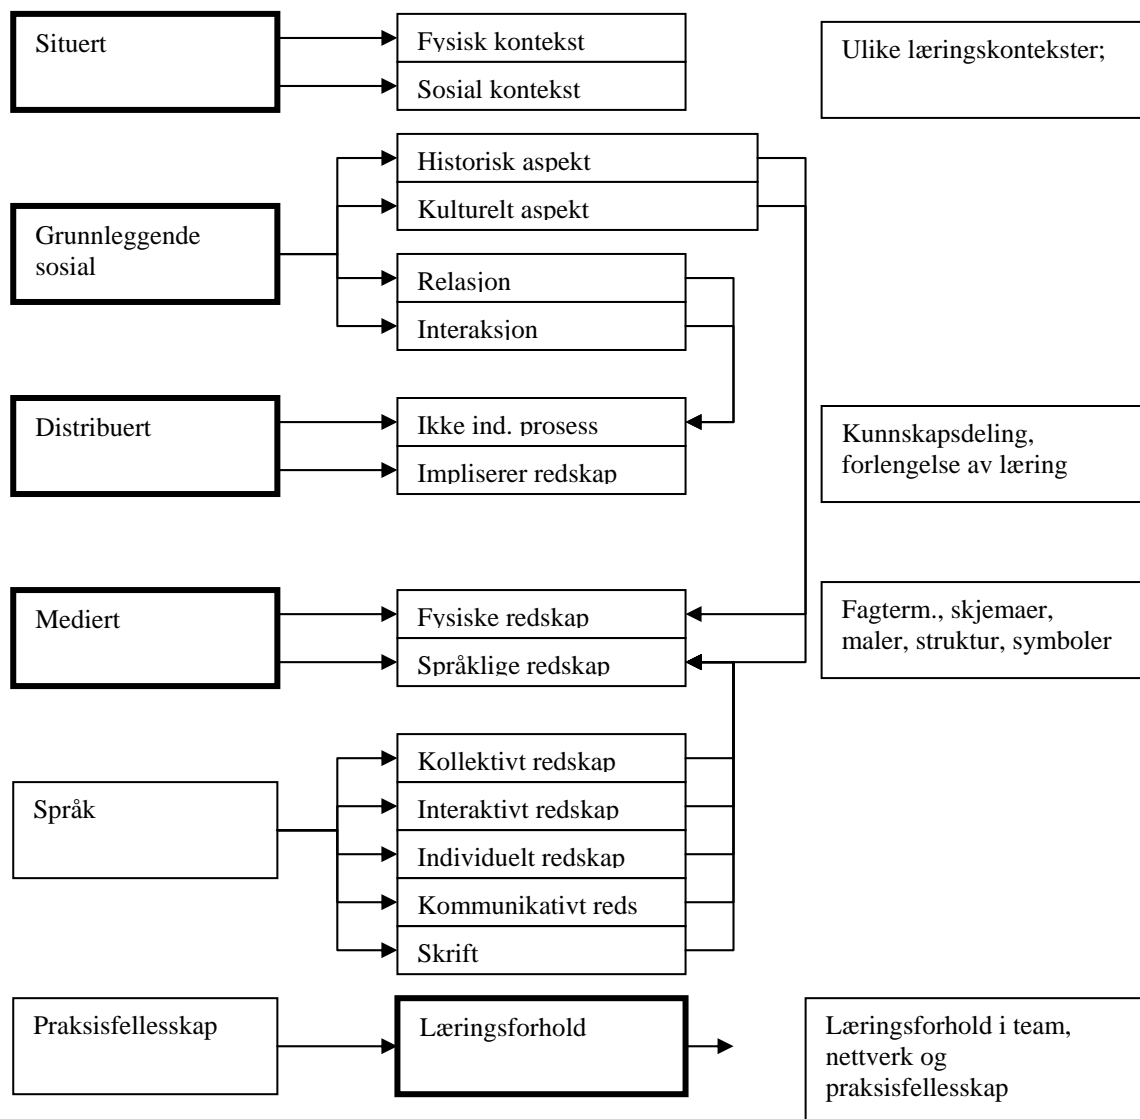 Situert
Fysisk kontekst
Sosial kontekst
Ulike læringskontekster;
Historisk aspekt
Kulturelt aspekt
Grunnleggende
sosial
Relasjon
Interaksjon
Distribuert
Ikke ind. prosess
Impliserer redskap
Kunnskapsdeling,
forlengelse av læring
Mediert
Fysiske redskap
Språklige redskap
Fagterm., skjemaer,
maler, struktur, symboler
Språk
Kollektivt redskap
Interaktivt redskap
Individuelt redskap
Kommunikativt reds
Skrift
Praksisfellesskap
Læringsforhold
Læringsforhold i team,
nettverk og
praksisfellesskap